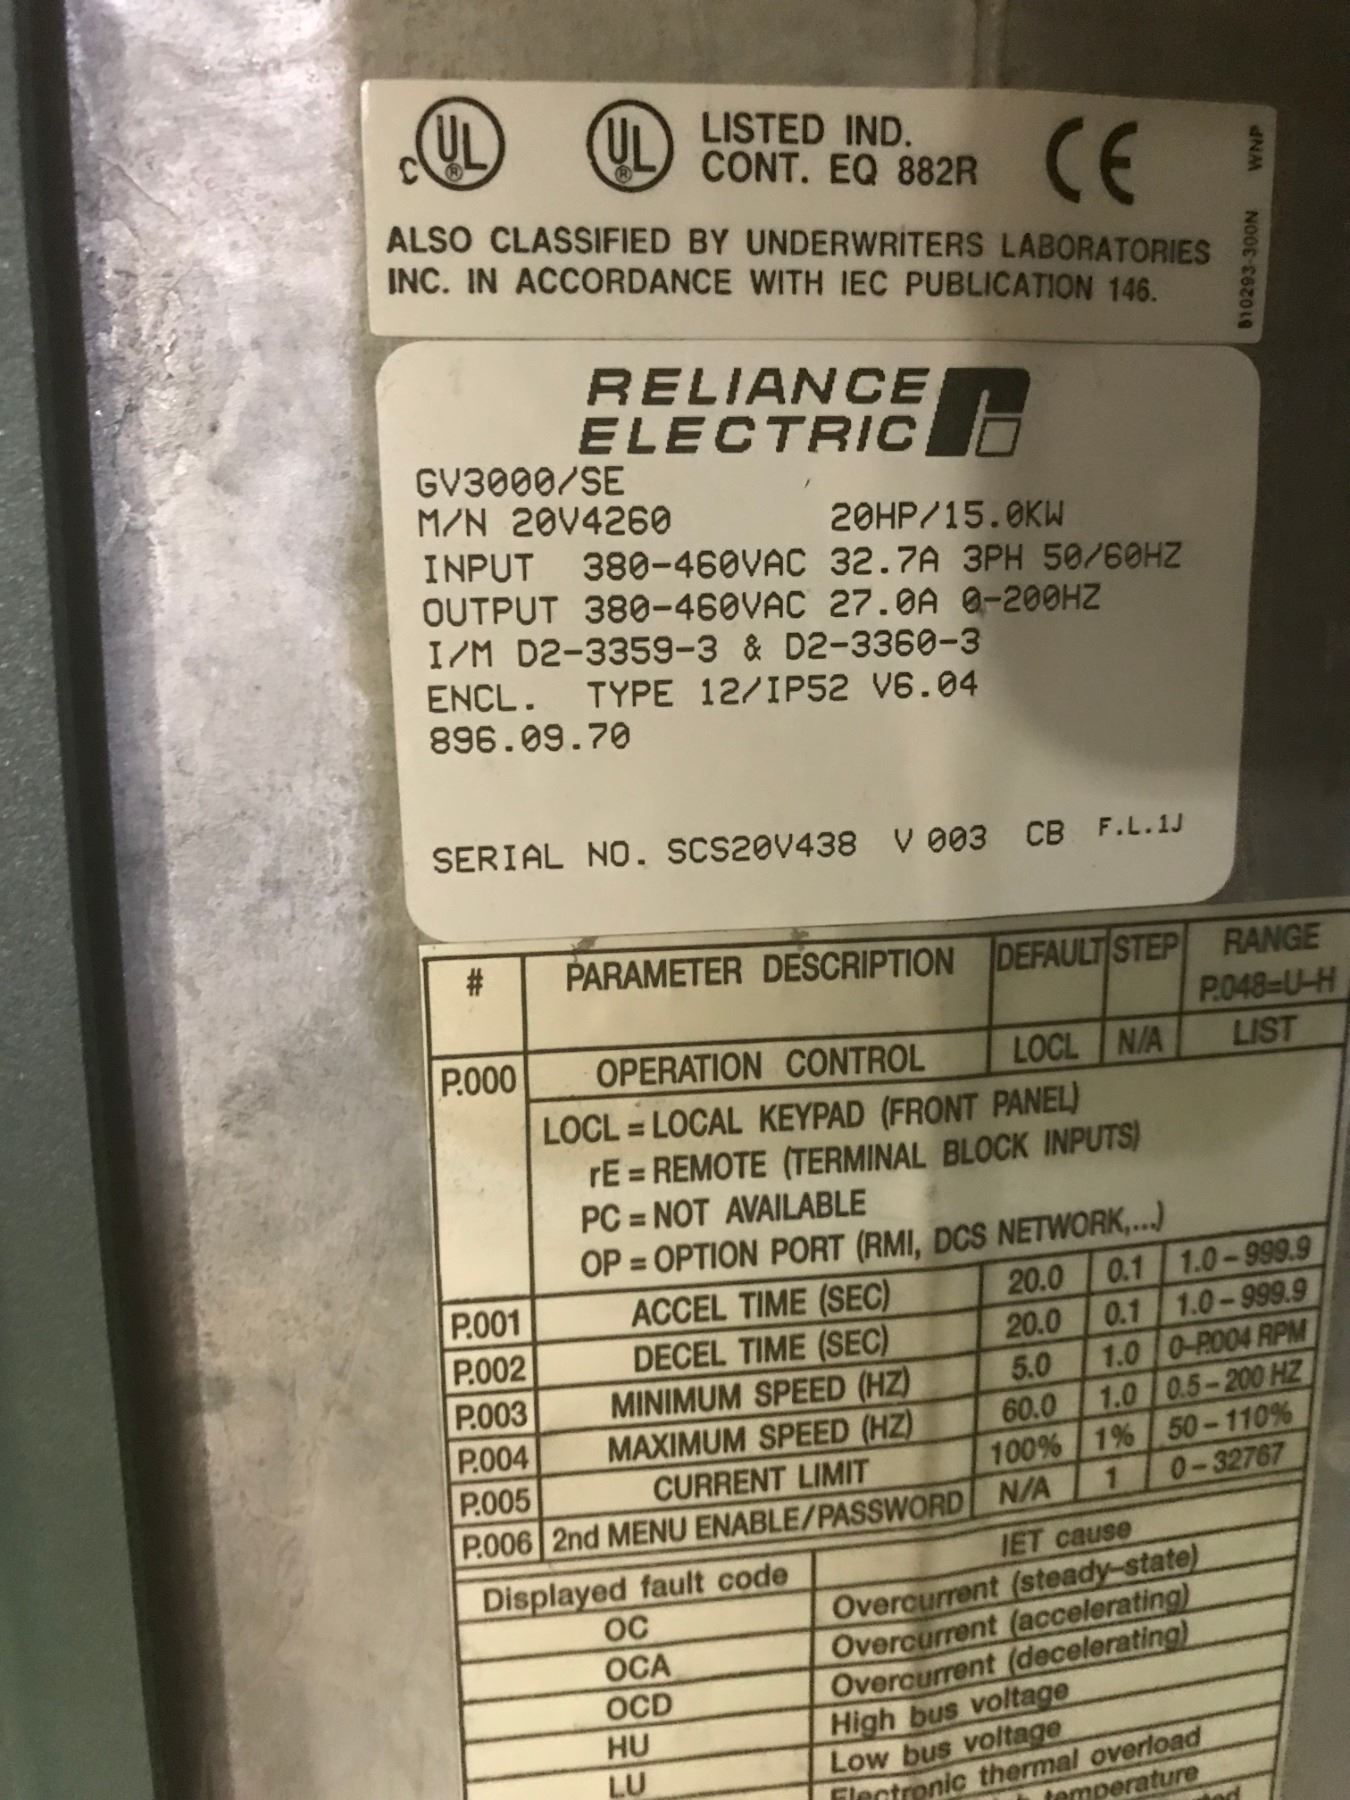 c UL ®
UL ® LISTED IND.
CONT. EQ 882R
CE
810293-300N WNP
ALSO CLASSIFIED BY UNDERWRITERS LABORATORIES
INC. IN ACCORDANCE WITH IEC PUBLICATION 146.
RELIANCE
ELECTRIC
GV3000/SE
M/N 20V4260 20HP/15.0KW
INPUT 380-460VAC 32.7A 3PH 50/60HZ
OUTPUT 380-460VAC 27.0A 0-200HZ
I/M D2-3359-3 & D2-3360-3
ENCL. TYPE 12/IP52 V6.04
896.09.70
SERIAL NO. SCS20V438 V 003 CB F.L.1J
# PARAMETER DESCRIPTION DEFAULT STEP RANGE
P.048=U-H
P.000 OPERATION CONTROL LOCL N/A LIST
LOCL = LOCAL KEYPAD (FRONT PANEL)
rE = REMOTE (TERMINAL BLOCK INPUTS)
PC = NOT AVAILABLE
OP = OPTION PORT (RMI, DCS NETWORK,...)
P.001 ACCEL TIME (SEC) 20.0 0.1 1.0 – 999.9
P.002 DECEL TIME (SEC) 20.0 0.1 1.0 – 999.9
P.003 MINIMUM SPEED (HZ) 5.0 1.0 0–P.004 RPM
P.004 MAXIMUM SPEED (HZ) 60.0 1.0 0.5 – 200 HZ
P.005 CURRENT LIMIT 100% 1% 50 – 110%
P.006 2nd MENU ENABLE/PASSWORD N/A 1 0 – 32767
Displayed fault code IET cause
OC Overcurrent (steady–state)
OCA Overcurrent (accelerating)
OCD Overcurrent (decelerating)
HU High bus voltage
LU Low bus voltage
Electronic thermal overload
temperature